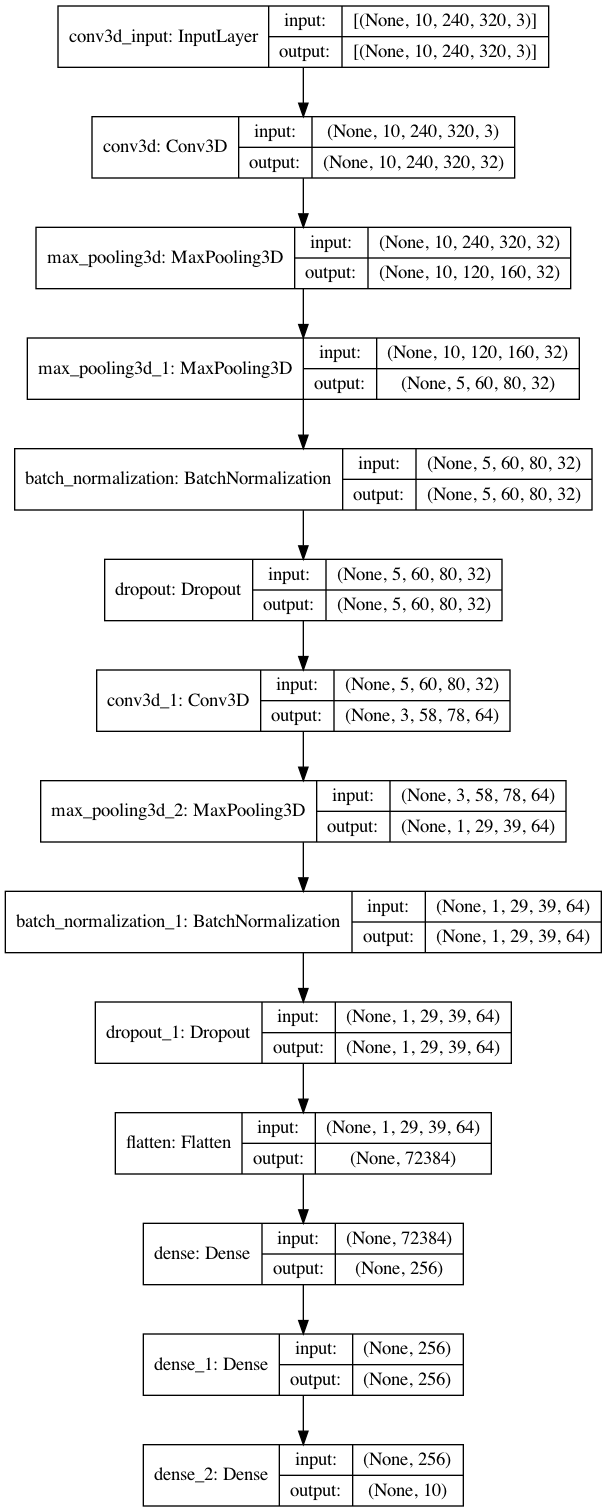 conv3d_input: InputLayer
input:
[(None, 10, 240, 320, 3)]
output:
[(None, 10, 240, 320, 3)]
conv3d: Conv3D
input:
(None, 10, 240, 320, 3)
output:
(None, 10, 240, 320, 32)
max_pooling3d: MaxPooling3D
input:
(None, 10, 240, 320, 32)
output:
(None, 10, 120, 160, 32)
max_pooling3d_1: MaxPooling3D
input:
(None, 10, 120, 160, 32)
output:
(None, 5, 60, 80, 32)
batch_normalization: BatchNormalization
input:
(None, 5, 60, 80, 32)
output:
(None, 5, 60, 80, 32)
dropout: Dropout
input:
(None, 5, 60, 80, 32)
output:
(None, 5, 60, 80, 32)
conv3d_1: Conv3D
input:
(None, 5, 60, 80, 32)
output:
(None, 3, 58, 78, 64)
max_pooling3d_2: MaxPooling3D
input:
(None, 3, 58, 78, 64)
output:
(None, 1, 29, 39, 64)
batch_normalization_1: BatchNormalization
input:
(None, 1, 29, 39, 64)
output:
(None, 1, 29, 39, 64)
dropout_1: Dropout
input:
(None, 1, 29, 39, 64)
output:
(None, 1, 29, 39, 64)
flatten: Flatten
input:
(None, 1, 29, 39, 64)
output:
(None, 72384)
dense: Dense
input:
(None, 72384)
output:
(None, 256)
dense_1: Dense
input:
(None, 256)
output:
(None, 256)
dense_2: Dense
input:
(None, 256)
output:
(None, 10)